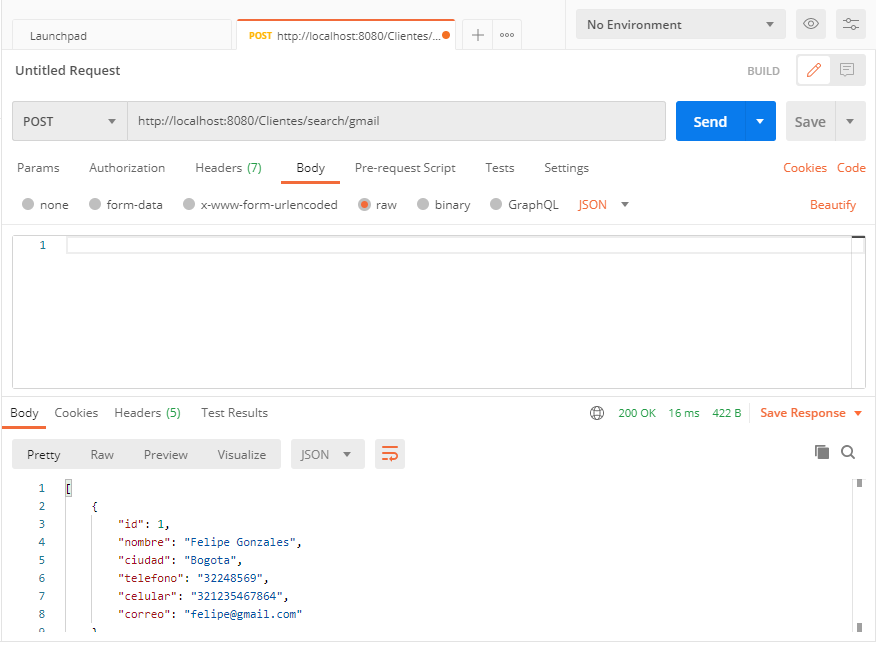 Launchpad
POST http://localhost:8080/Clientes/...
No Environment
Untitled Request
BUILD
POST
http://localhost:8080/Clientes/search/gmail
Send
Save
Params Authorization Headers (7) Body Pre-request Script Tests Settings Cookies Code
none form-data x-www-form-urlencoded raw binary GraphQL JSON Beautify
1
Body Cookies Headers (5) Test Results 200 OK 16 ms 422 B Save Response
Pretty Raw Preview Visualize JSON
1 [
2 {
3 "id": 1,
4 "nombre": "Felipe Gonzales",
5 "ciudad": "Bogota",
6 "telefono": "32248569",
7 "celular": "321235467864",
8 "correo": "felipe@gmail.com"
9 }